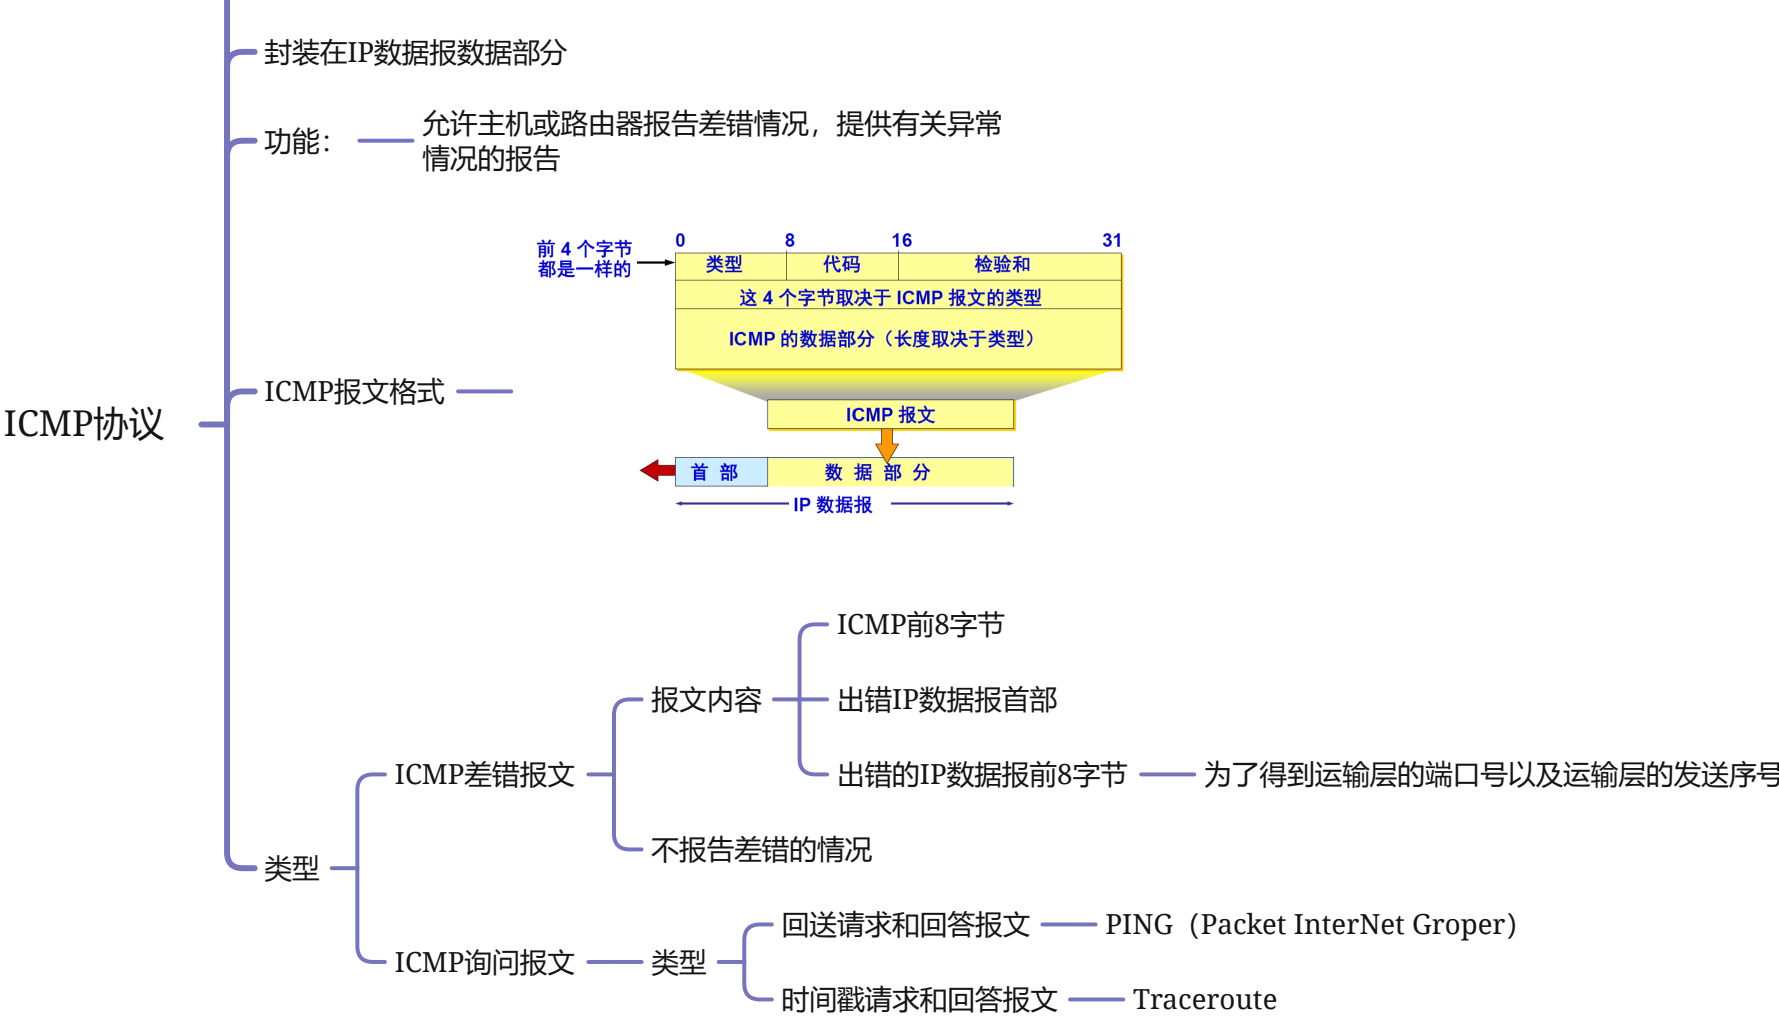 封装在IP数据报数据部分
功能：
允许主机或路由器报告差错情况，提供有关异常
情况的报告
0 8 16 31
前 4 个字节
都是一样的
类型 代码 检验和
这 4 个字节取决于 ICMP 报文的类型
ICMP 的数据部分（长度取决于类型）
ICMP报文格式
ICMP协议
ICMP 报文
首 部 数 据 部 分
IP 数据报
ICMP前8字节
报文内容
出错IP数据报首部
ICMP差错报文
出错的IP数据报前8字节
为了得到运输层的端口号以及运输层的发送序号
不报告差错的情况
类型
回送请求和回答报文
PING（Packet InterNet Groper）
ICMP询问报文
类型
时间戳请求和回答报文
Traceroute